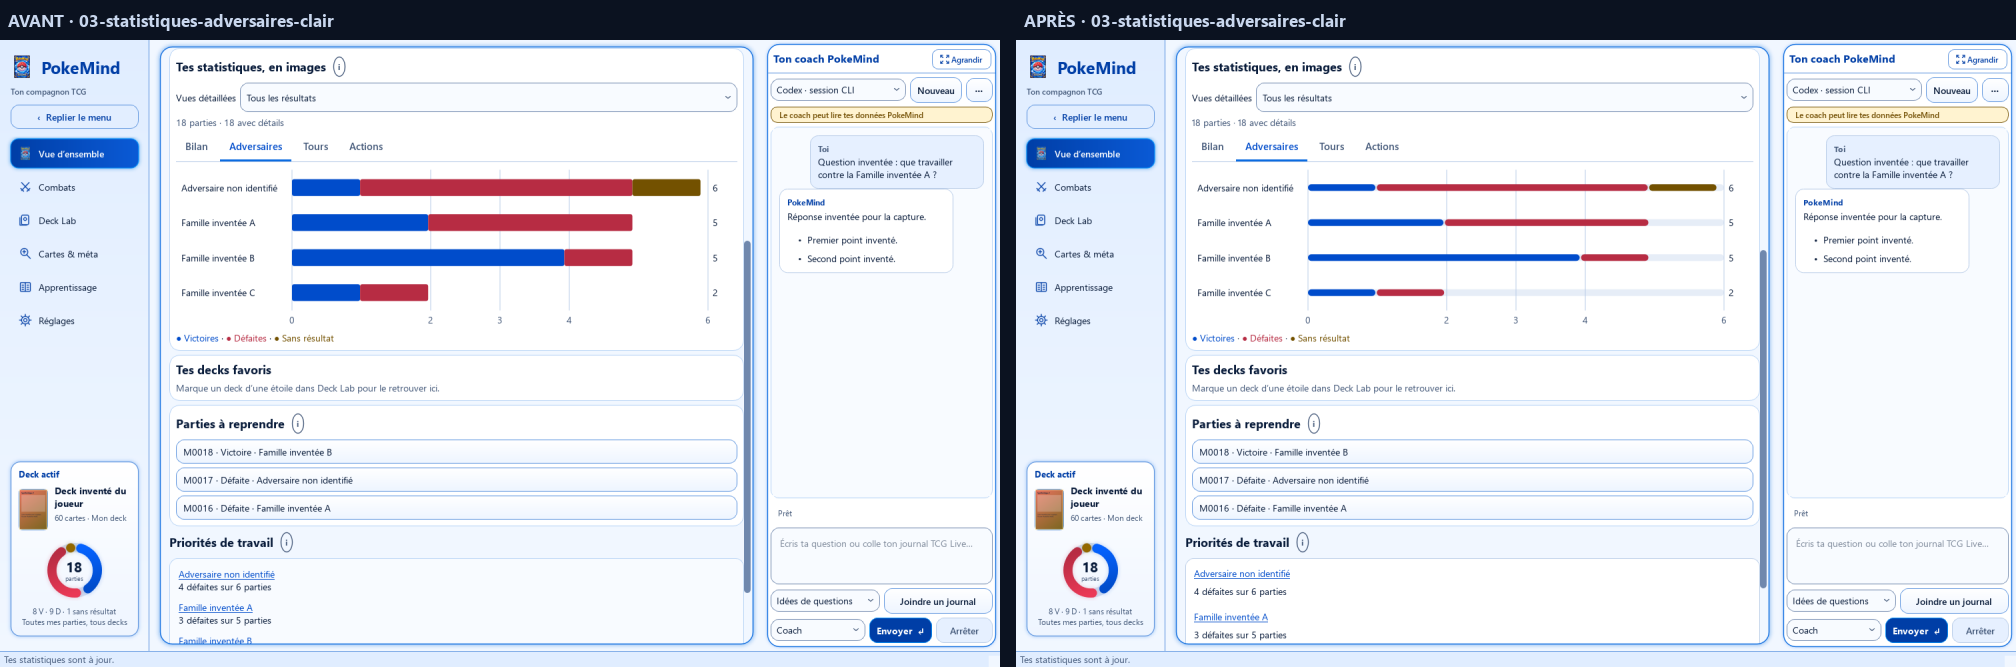 AVANT · 03-statistiques-adversaires-clair
PokeMind
Ton compagnon TCG
‹ Replier le menu
Vue d'ensemble
Combats
Deck Lab
Cartes & méta
Apprentissage
Réglages
Deck actif
Deck inventé du
joueur
60 cartes · Mon deck
18
parties
8 V · 9 D · 1 sans résultat
Toutes mes parties, tous decks
Tes statistiques, en images i
Vues détaillées Tous les résultats
18 parties · 18 avec détails
Bilan Adversaires Tours Actions
Adversaire non identifié 6
Famille inventée A 5
Famille inventée B 5
Famille inventée C 2
0 2 3 4 6
● Victoires · ● Défaites · ● Sans résultat
Tes decks favoris
Marque un deck d'une étoile dans Deck Lab pour le retrouver ici.
Parties à reprendre i
M0018 · Victoire · Famille inventée B
M0017 · Défaite · Adversaire non identifié
M0016 · Défaite · Famille inventée A
Priorités de travail i
Adversaire non identifié
4 défaites sur 6 parties
Famille inventée A
3 défaites sur 5 parties
Famille inventée B
Ton coach PokeMind Agrandir
Codex · session CLI Nouveau ...
Le coach peut lire tes données PokeMind
Toi
Question inventée : que travailler
contre la Famille inventée A ?
PokeMind
Réponse inventée pour la capture.
• Premier point inventé.
• Second point inventé.
Prêt
Écris ta question ou colle ton journal TCG Live...
Idées de questions Joindre un journal
Coach Envoyer ↲ Arrêter
Tes statistiques sont à jour.
APRÈS · 03-statistiques-adversaires-clair
PokeMind
Ton compagnon TCG
‹ Replier le menu
Vue d'ensemble
Combats
Deck Lab
Cartes & méta
Apprentissage
Réglages
Deck actif
Deck inventé du
joueur
60 cartes · Mon deck
18
parties
8 V · 9 D · 1 sans résultat
Toutes mes parties, tous decks
Tes statistiques, en images i
Vues détaillées Tous les résultats
18 parties · 18 avec détails
Bilan Adversaires Tours Actions
Adversaire non identifié 6
Famille inventée A 5
Famille inventée B 5
Famille inventée C 2
0 2 3 4 6
● Victoires · ● Défaites · ● Sans résultat
Tes decks favoris
Marque un deck d'une étoile dans Deck Lab pour le retrouver ici.
Parties à reprendre i
M0018 · Victoire · Famille inventée B
M0017 · Défaite · Adversaire non identifié
M0016 · Défaite · Famille inventée A
Priorités de travail i
Adversaire non identifié
4 défaites sur 6 parties
Famille inventée A
3 défaites sur 5 parties
Ton coach PokeMind Agrandir
Codex · session CLI Nouveau ...
Le coach peut lire tes données PokeMind
Toi
Question inventée : que travailler
contre la Famille inventée A ?
PokeMind
Réponse inventée pour la capture.
• Premier point inventé.
• Second point inventé.
Prêt
Écris ta question ou colle ton journal TCG Live...
Idées de questions Joindre un journal
Coach Envoyer ↲ Arrêter
Tes statistiques sont à jour.